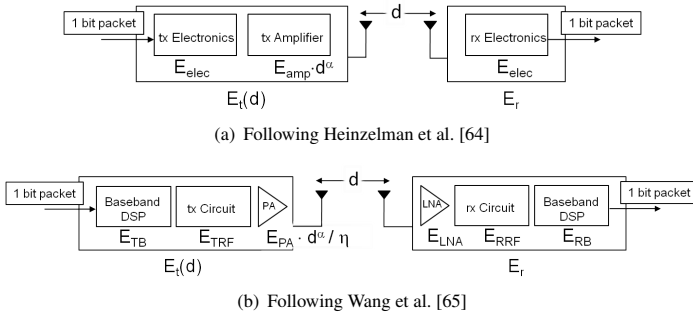 1 bit packet
tx Electronics
tx Amplifier
d
rx Electronics
1 bit packet
E_elec
E_amp·d^α
E_elec
E_t(d)
E_r
(a) Following Heinzelman et al. [64]
1 bit packet
Baseband
DSP
tx Circuit
PA
d
LNA
rx Circuit
Baseband
DSP
1 bit packet
E_TB
E_TRF
E_PA · d^α / η
E_LNA
E_RRF
E_RB
E_t(d)
E_r
(b) Following Wang et al. [65]